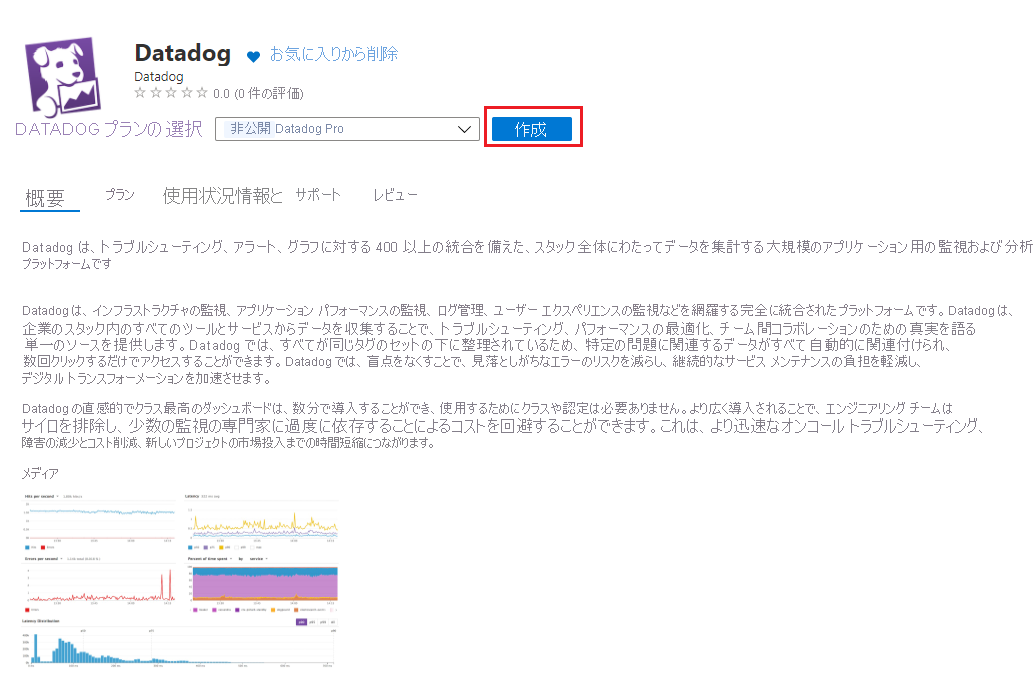 Datadog
お気に入りから削除
Datadog
0.0 (0 件の評価)
DATADOG プランの 選択
非公開 Datadog Pro
作成
概要 プラン 使用状況情報と サポート レビュー
Datadog は、トラブルシューティング、アラート、グラフに対する 400 以上の統合を備えた、スタック全体にわたってデータを集計する大規模のアプリケーション用の監視および分析
プラットフォームです
Datadog は、インフラストラクチャの監視、アプリケーション パフォーマンスの監視、ログ管理、ユーザー エクスペリエンスの監視などを網羅する完全に統合されたプラットフォームです。Datadog は、
企業のスタック内のすべてのツールとサービスからデータを収集することで、トラブルシューティング、パフォーマンスの最適化、チーム間コラボレーションのための真実を語る
単一のソースを提供します。Datadog では、すべてが同じタグのセットの下に整理されているため、特定の問題に関連するデータがすべて自動的に関連付けられ、
数回クリックするだけでアクセスすることができます。Datadog では、盲点をなくすことで、見落としがちなエラーのリスクを減らし、継続的なサービス メンテナンスの負担を軽減し、
デジタルトランスフォーメーションを加速させます。
Datadog の直感的でクラス最高のダッシュボードは、数分で導入することができ、使用するためにクラスや認定は必要ありません。より広く導入されることで、エンジニアリング チームは
サイロを排除し、少数の監視の専門家に過度に依存することによるコストを回避することができます。これは、より迅速なオンコール トラブルシューティング、
障害の減少とコスト削減、新しいプロジェクトの市場投入までの時間短縮につながります。
メディア
Hits per second
Latency
Errors per second
Percent of time spent by service
Latency Distribution